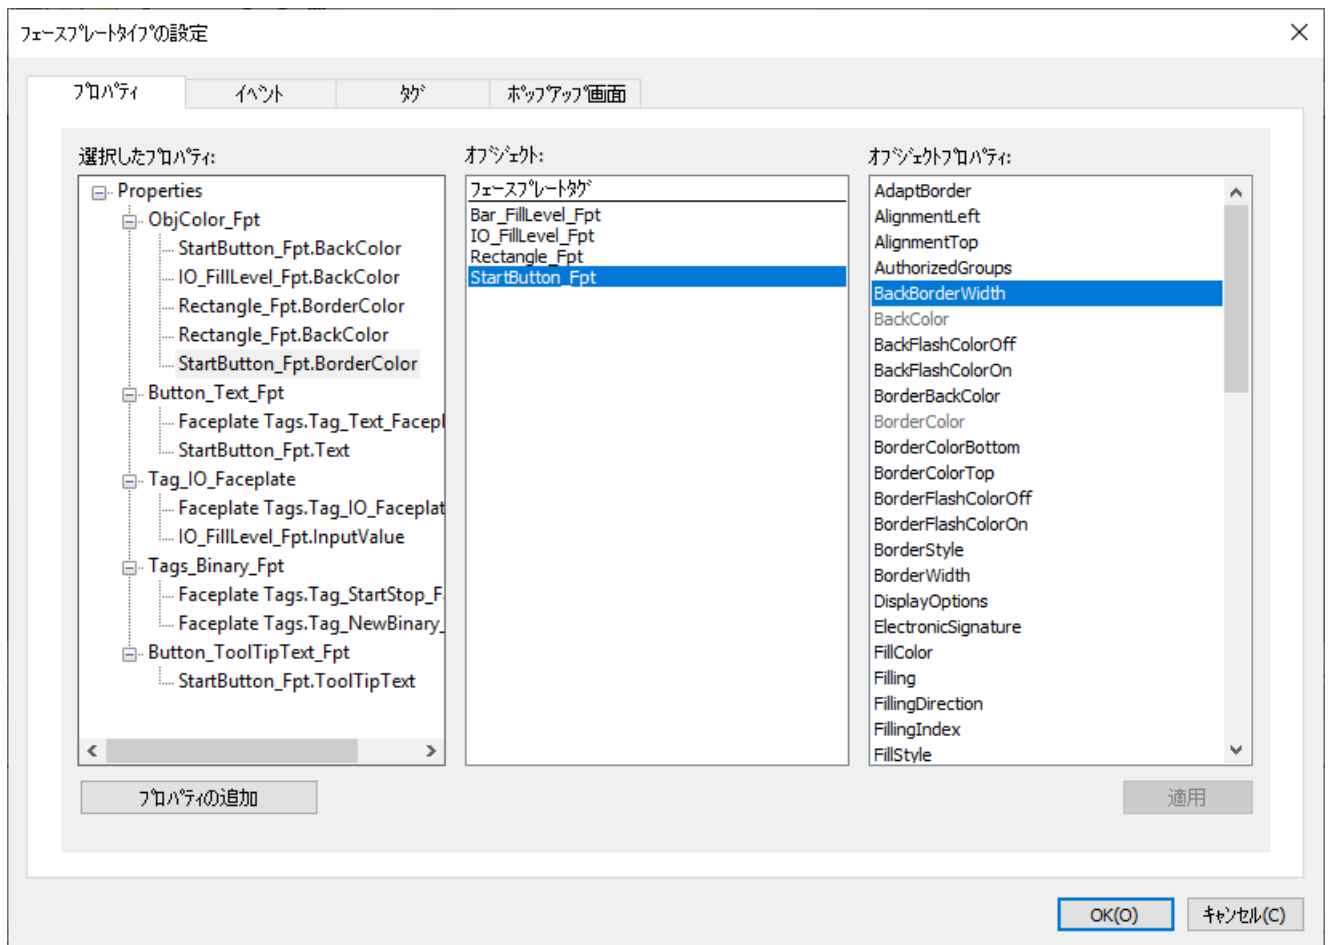 フェースプレートタイプの設定
プロパティ
イベント
タグ
ポップアップ画面
選択したプロパティ:
Properties
ObjColor_Fpt
StartButton_Fpt.BackColor
IO_FillLevel_Fpt.BackColor
Rectangle_Fpt.BorderColor
Rectangle_Fpt.BackColor
StartButton_Fpt.BorderColor
Button_Text_Fpt
Faceplate Tags.Tag_Text_Facepl
StartButton_Fpt.Text
Tag_IO_Faceplate
Faceplate Tags.Tag_IO_Faceplat
IO_FillLevel_Fpt.InputValue
Tags_Binary_Fpt
Faceplate Tags.Tag_StartStop_F
Faceplate Tags.Tag_NewBinary_
Button_ToolTipText_Fpt
StartButton_Fpt.ToolTipText
プロパティの追加
オブジェクト:
フェースプレートタグ
Bar_FillLevel_Fpt
IO_FillLevel_Fpt
Rectangle_Fpt
StartButton_Fpt
オブジェクトプロパティ:
AdaptBorder
AlignmentLeft
AlignmentTop
AuthorizedGroups
BackBorderWidth
BackColor
BackFlashColorOff
BackFlashColorOn
BorderBackColor
BorderColor
BorderColorBottom
BorderColorTop
BorderFlashColorOff
BorderFlashColorOn
BorderStyle
BorderWidth
DisplayOptions
ElectronicSignature
FillColor
Filling
FillingDirection
FillingIndex
FillStyle
適用
OK(O)
キャンセル(C)